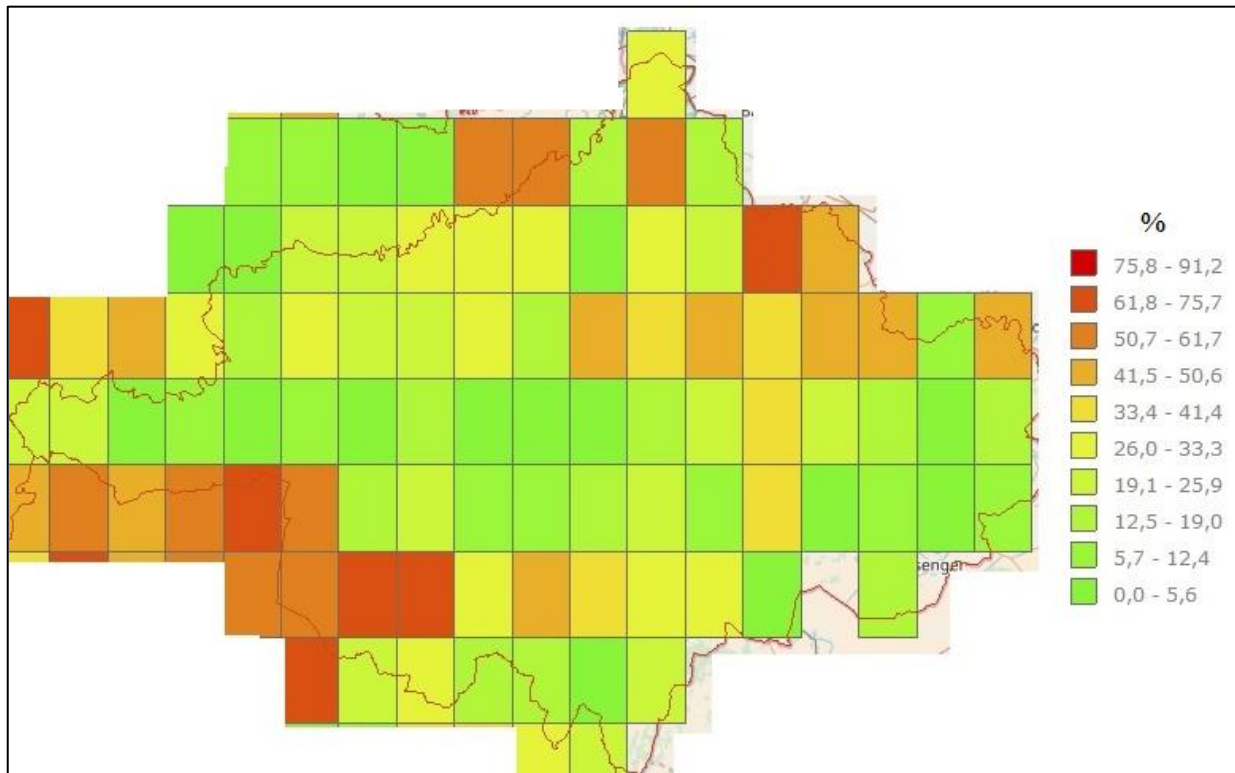 %
75,8 - 91,2
61,8 - 75,7
50,7 - 61,7
41,5 - 50,6
33,4 - 41,4
26,0 - 33,3
19,1 - 25,9
12,5 - 19,0
5,7 - 12,4
0,0 - 5,6
senger